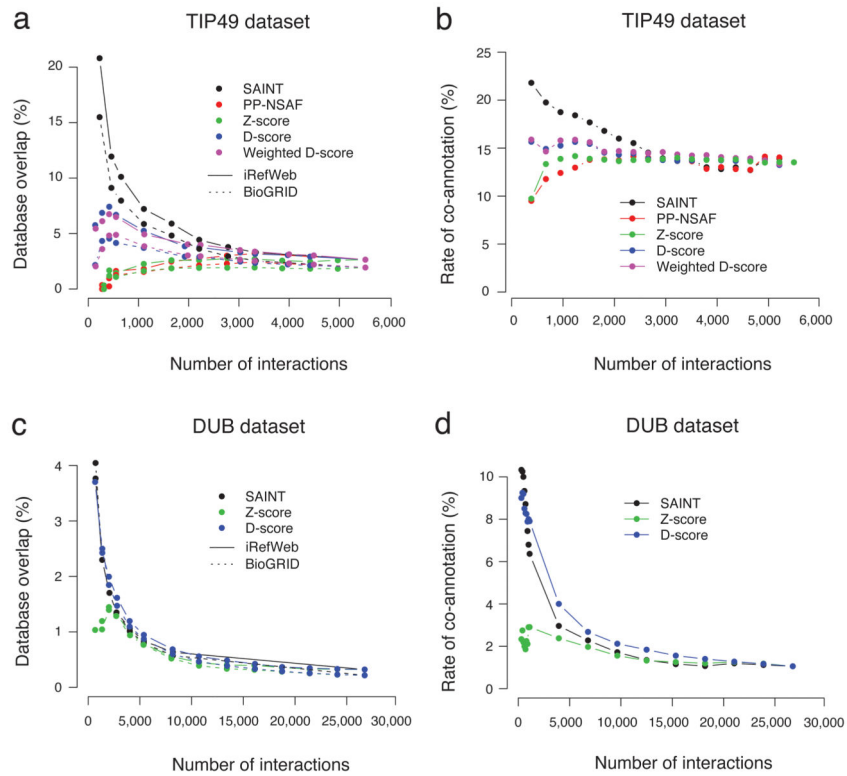 a
TIP49 dataset
Database overlap (%)
20
15
10
5
0
SAINT
PP-NSAF
Z-score
D-score
Weighted D-score
iRefWeb
BioGRID
0 1,000 2,000 3,000 4,000 5,000 6,000
Number of interactions
b
TIP49 dataset
Rate of co-annotation (%)
25
20
15
10
5
0
SAINT
PP-NSAF
Z-score
D-score
Weighted D-score
0 1,000 2,000 3,000 4,000 5,000 6,000
Number of interactions
c
DUB dataset
Database overlap (%)
4
3
2
1
0
SAINT
Z-score
D-score
iRefWeb
BioGRID
0 5,000 10,000 15,000 20,000 25,000 30,000
Number of interactions
d
DUB dataset
Rate of co-annotation (%)
10
8
6
4
2
0
SAINT
Z-score
D-score
0 5,000 10,000 15,000 20,000 25,000 30,000
Number of interactions